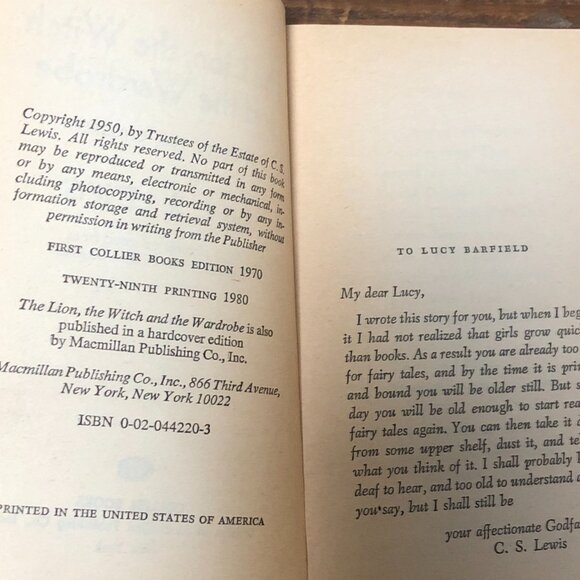 Copyright 1950, by Trustees of the Estate of C. S.
Lewis. All rights reserved. No part of this book
may be reproduced or transmitted in any form
or by any means, electronic or mechanical, in-
cluding photocopying, recording or by any in-
formation storage and retrieval system, without
permission in writing from the Publisher
FIRST COLLIER BOOKS EDITION 1970
TWENTY-NINTH PRINTING 1980
The Lion, the Witch and the Wardrobe is also
published in a hardcover edition
by Macmillan Publishing Co., Inc.
Macmillan Publishing Co., Inc., 866 Third Avenue,
New York, New York 10022
ISBN 0-02-044220-3
PRINTED IN THE UNITED STATES OF AMERICA
TO LUCY BARFIELD
My dear Lucy,
I wrote this story for you, but when I beg
it I had not realized that girls grow quic
than books. As a result you are already too
for fairy tales, and by the time it is prin
and bound you will be older still. But s
day you will be old enough to start rea
fairy tales again. You can then take it
from some upper shelf, dust it, and tel
what you think of it. I shall probably
deaf to hear, and too old to understand
you say, but I shall still be
your affectionate Godfa
C. S. Lewis